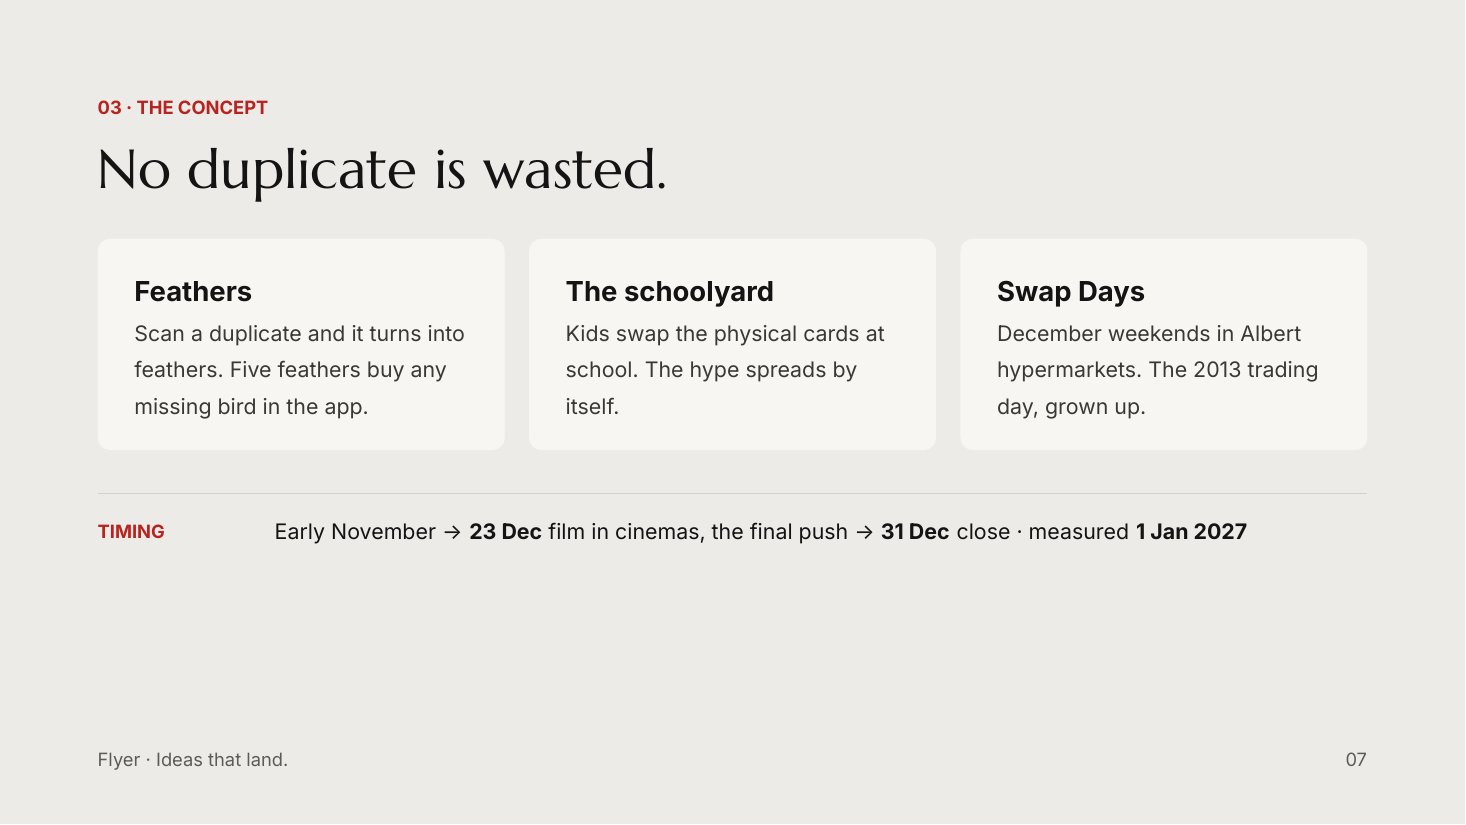 03 · THE CONCEPT
No duplicate is wasted.
Feathers
Scan a duplicate and it turns into
feathers. Five feathers buy any
missing bird in the app.
The schoolyard
Kids swap the physical cards at
school. The hype spreads by
itself.
Swap Days
December weekends in Albert
hypermarkets. The 2013 trading
day, grown up.
TIMING
Early November → 23 Dec film in cinemas, the final push → 31 Dec close · measured 1 Jan 2027
Flyer · Ideas that land.
07